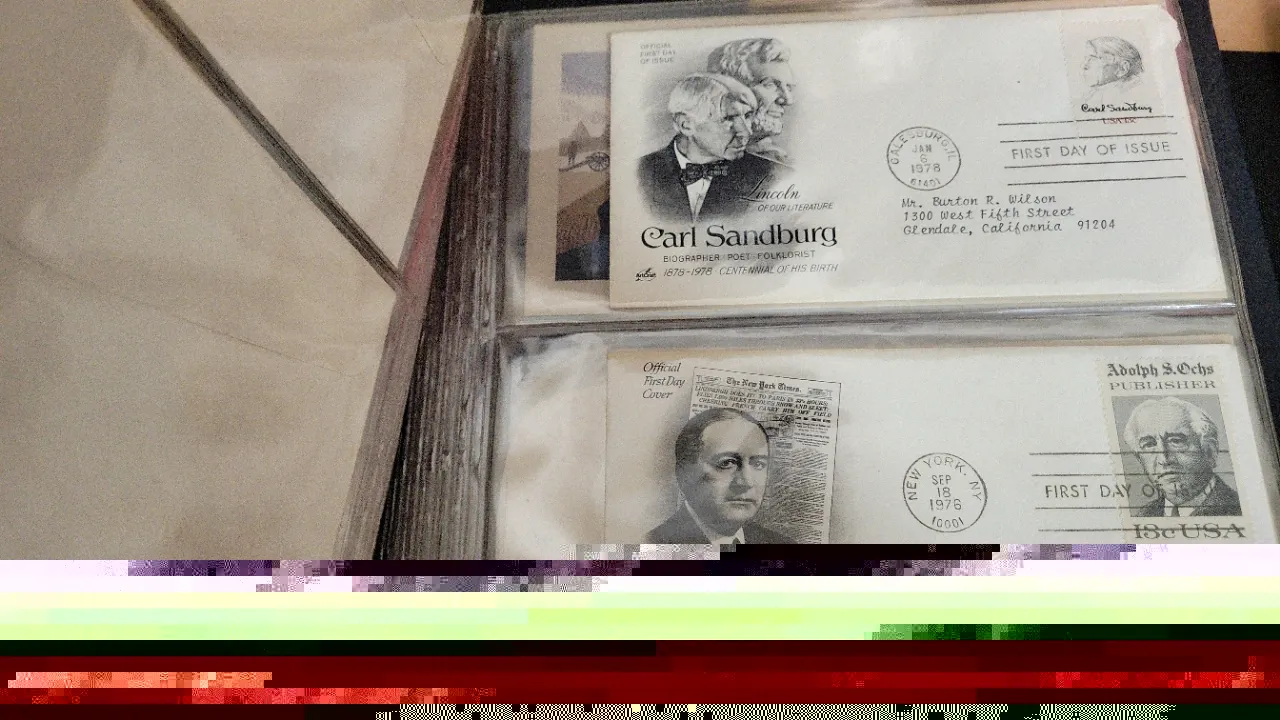 OFFICIAL
FIRST DAY
OF ISSUE
Lincoln
OF OUR LITERATURE
Carl Sandburg
BIOGRAPHER POET FOLKLORIST
1878-1978 CENTENNIAL OF HIS BIRTH
ArtCraft
GALESBURG, IL
JAN
6
1978
61401
Carl Sandburg
FIRST DAY OF ISSUE
Mr. Burton R. Wilson
1300 West Fifth Street
Glendale, California 91204
Official
First Day
Cover
The New York Times.
NEW YORK, NY
SEP
18
1976
10001
FIRST DAY OF
Adolph S. Ochs
PUBLISHER
13c USA